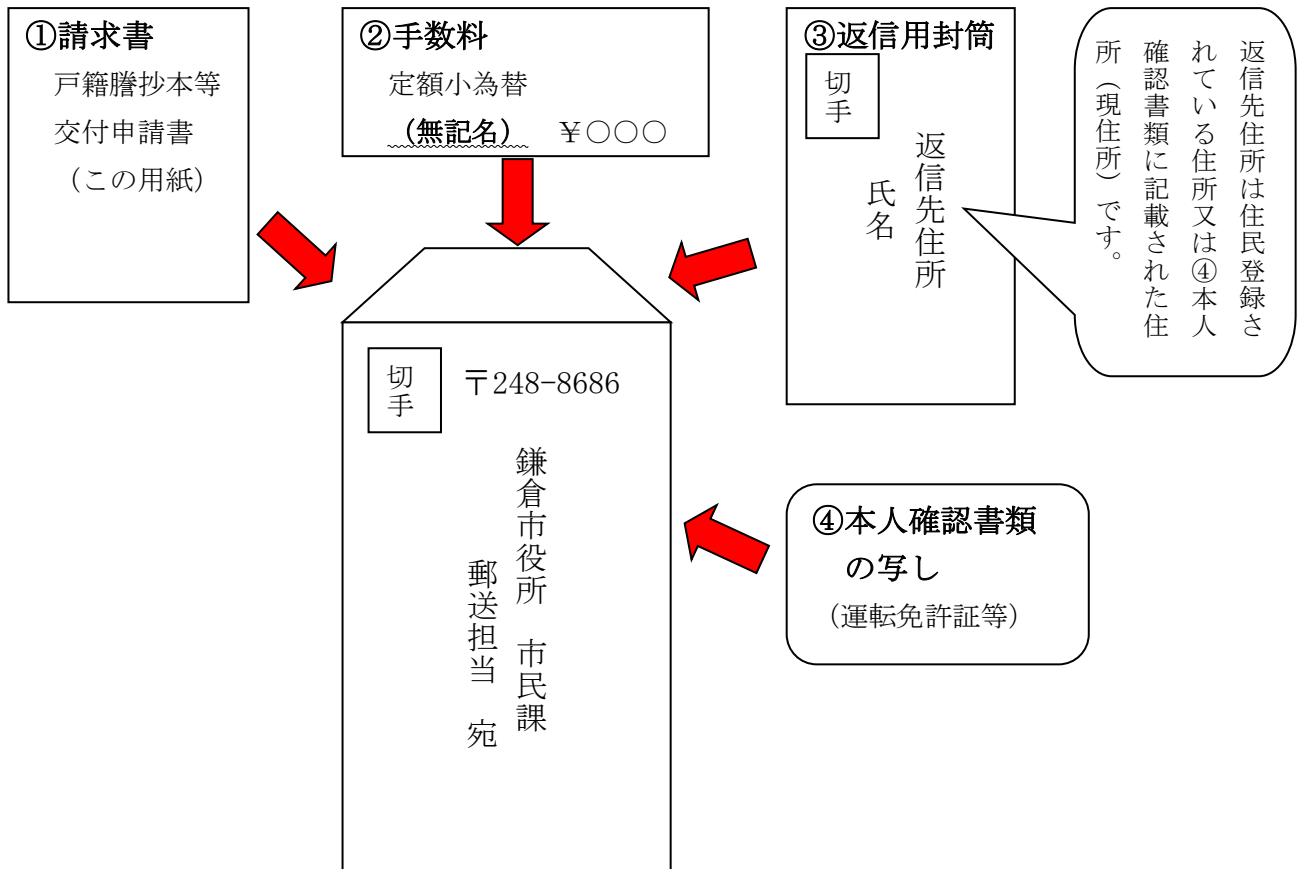 ①請求書
戸籍謄抄本等
交付申請書
（この用紙）
②手数料
定額小為替
（無記名） ￥○○○
③返信用封筒
切手
返信先住所
氏名
返信先住所は住民登録さ
れている住所又は④本人
確認書類に記載された住
所（現住所）です。
切手
〒248-8686
鎌倉市役所 市民課
郵送担当 宛
④本人確認書類
の写し
（運転免許証等）